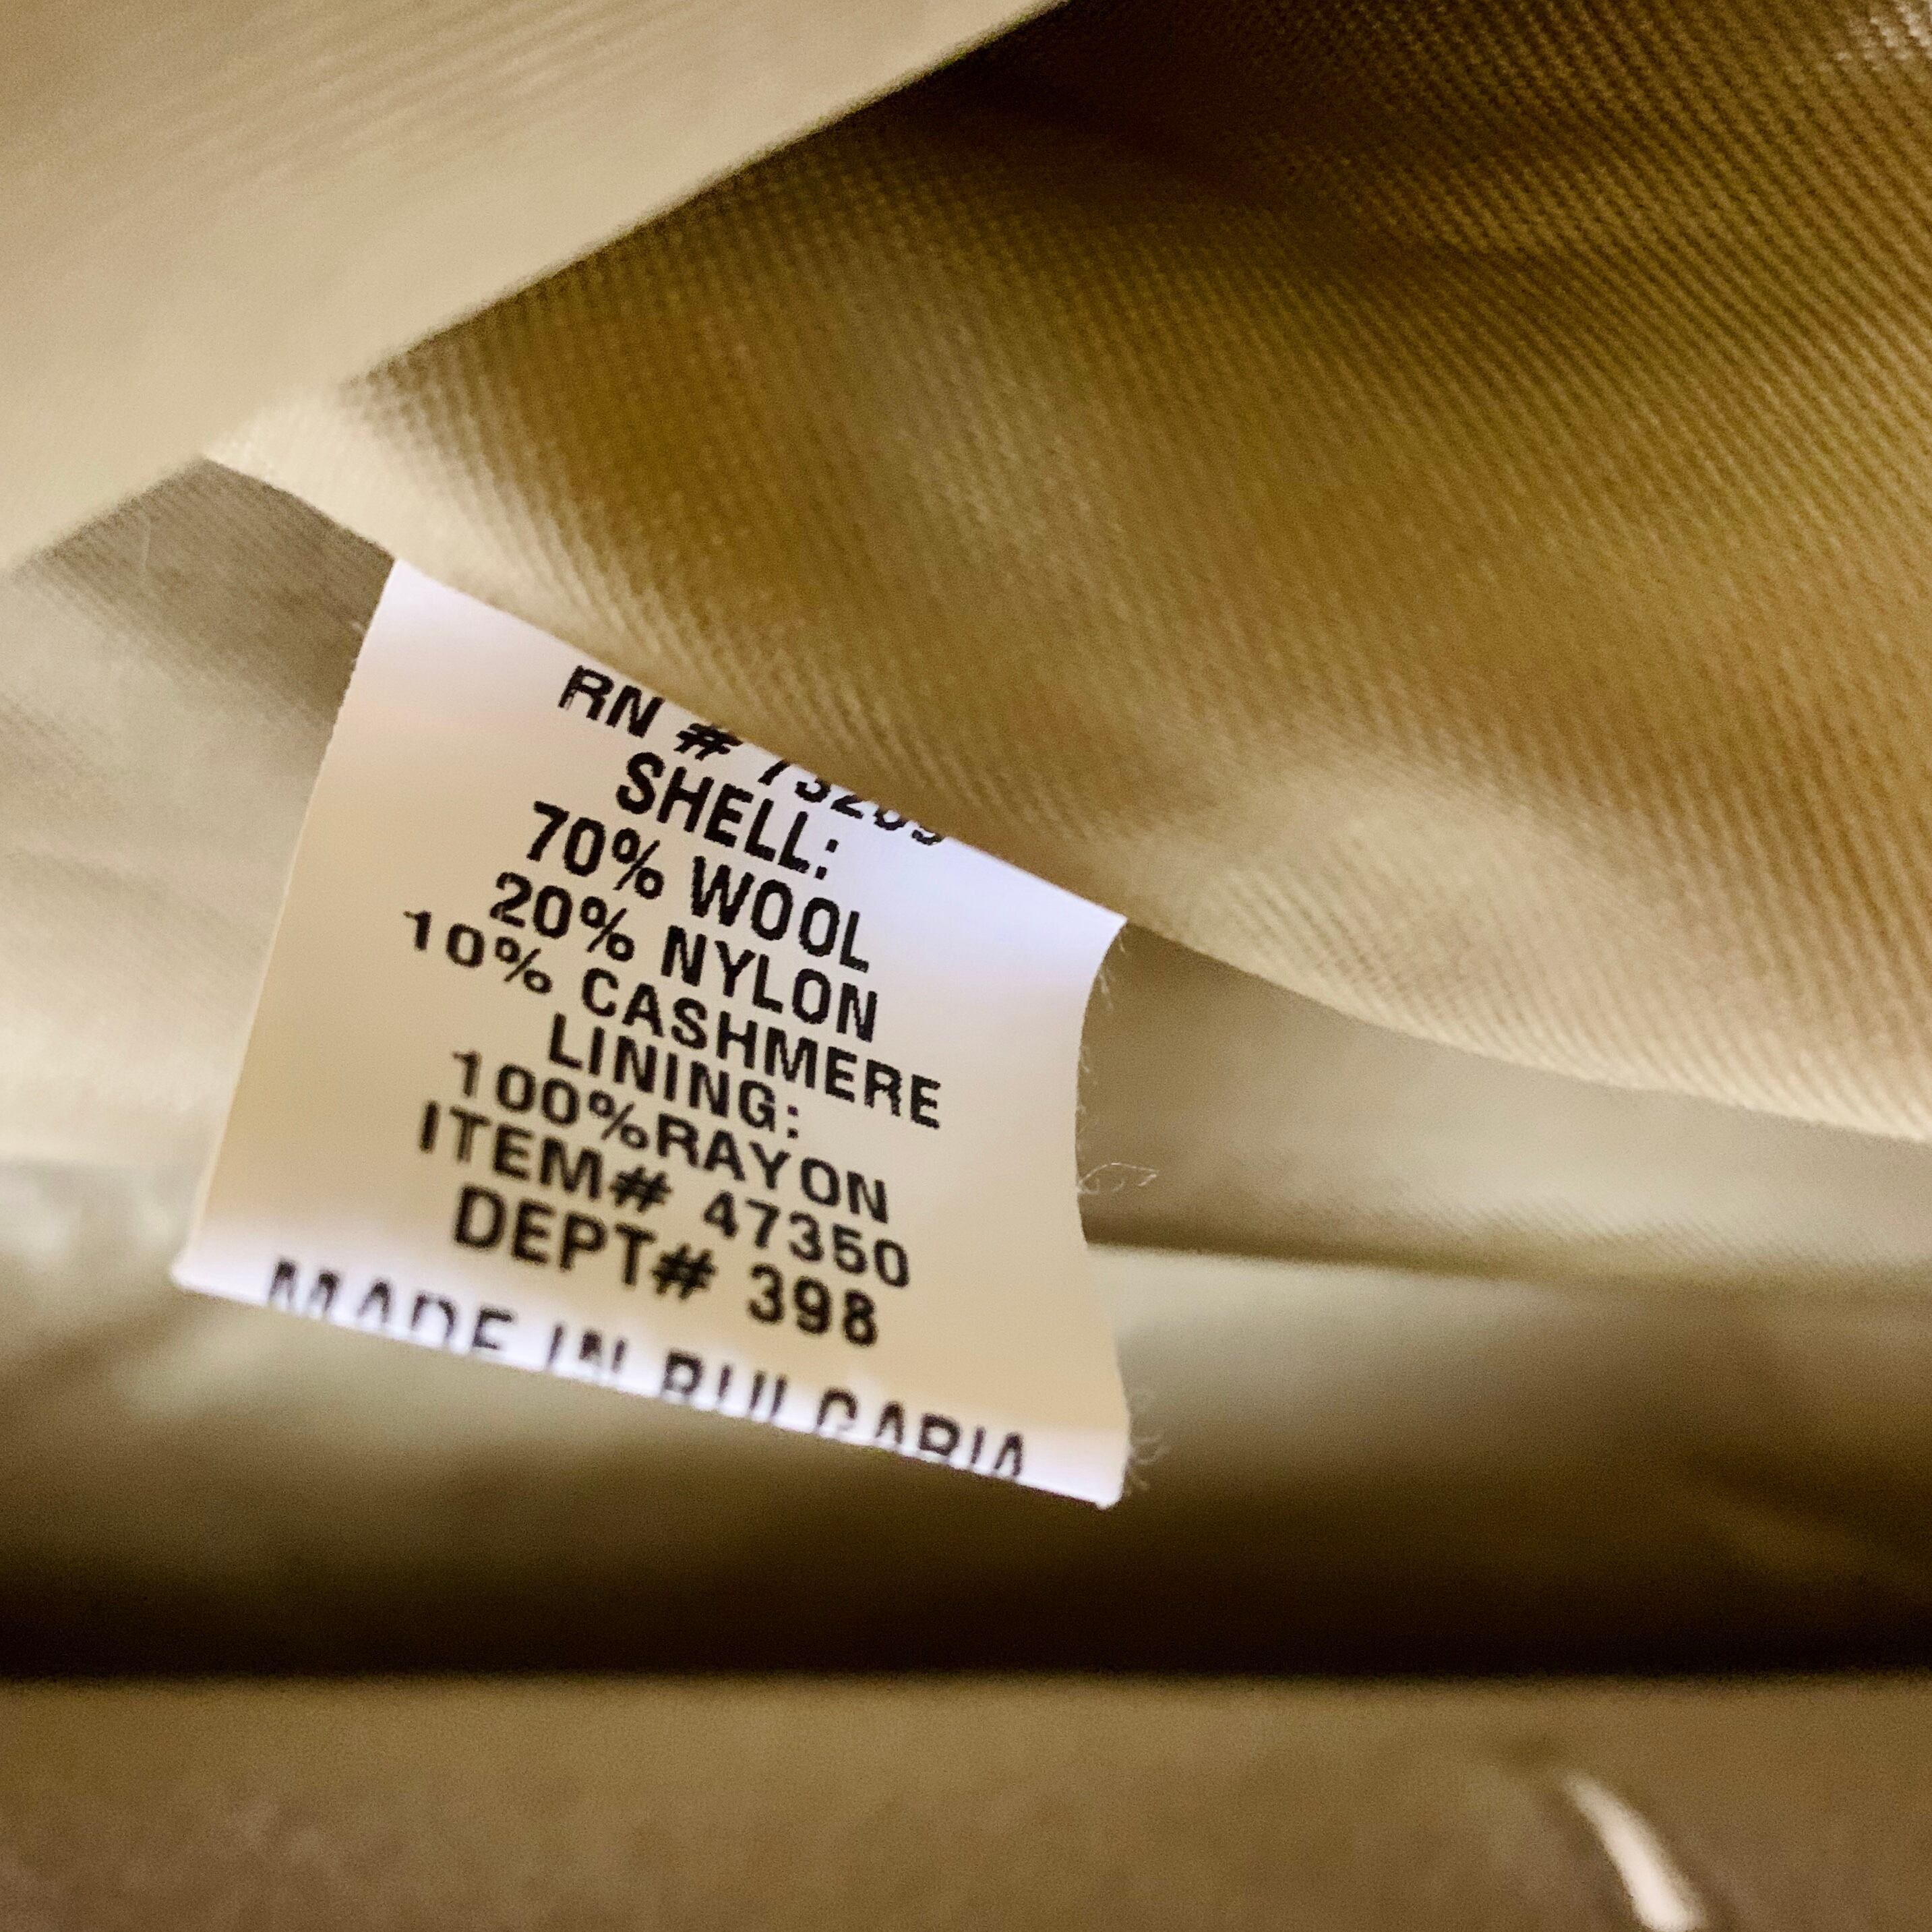 RN #
SHELL:
70% WOOL
20% NYLON
10% CASHMERE
LINING:
100%RAYON
ITEM# 47350
DEPT# 398
MADE IN BULGARIA